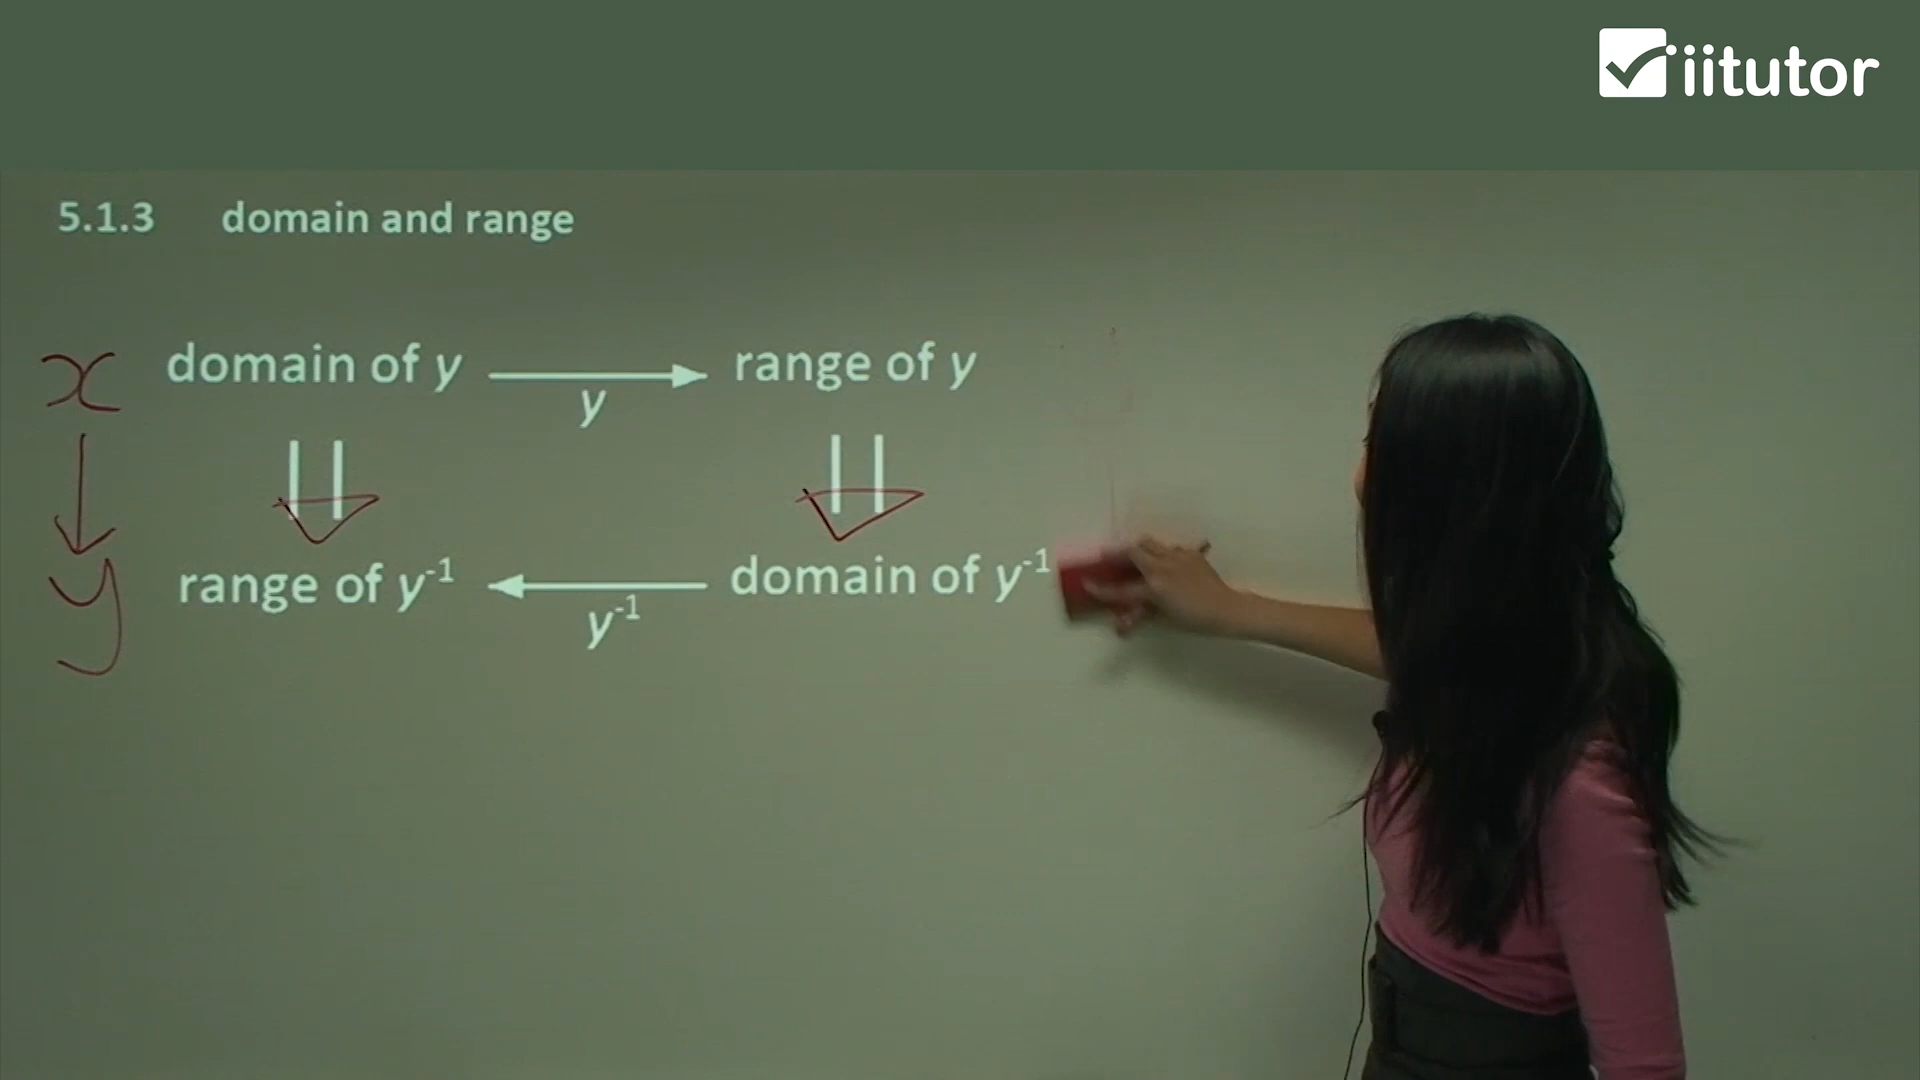 iitutor
5.1.3 domain and range
x domain of y range of y
y
y range of y⁻¹ domain of y⁻¹
y⁻¹